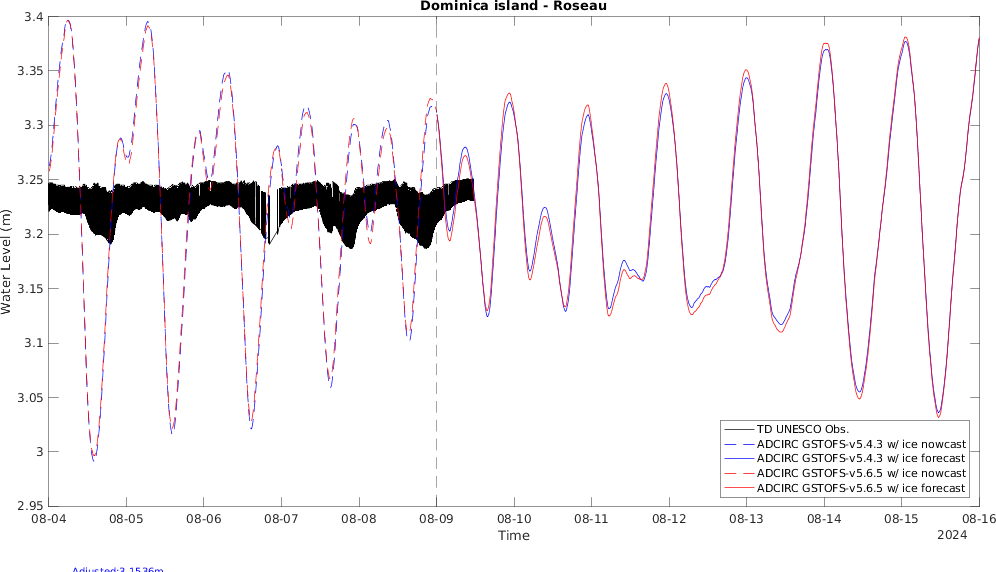 Dominica island - Roseau
3.4
3.35
3.3
3.25
3.2
3.15
3.1
3.05
3
2.95
Water Level (m)
08-04 08-05 08-06 08-07 08-08 08-09 08-10 08-11 08-12 08-13 08-14 08-15 08-16
Time
2024
TD UNESCO Obs.
ADCIRC GSTOFS-v5.4.3 w/ ice nowcast
ADCIRC GSTOFS-v5.4.3 w/ ice forecast
ADCIRC GSTOFS-v5.6.5 w/ ice nowcast
ADCIRC GSTOFS-v5.6.5 w/ ice forecast
Adjusted:3.1536m